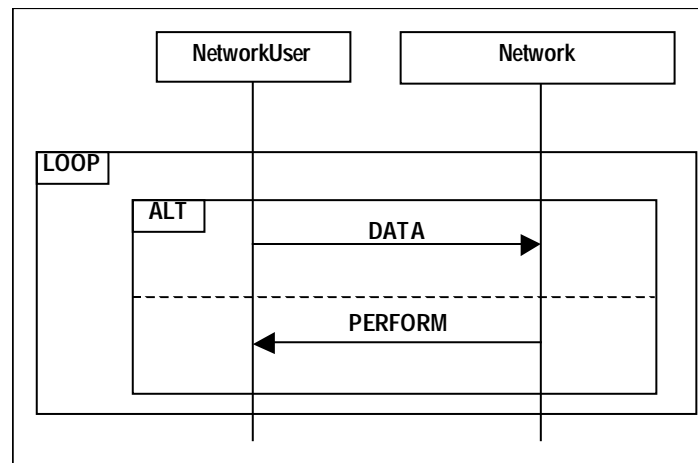 NetworkUser
Network
LOOP
ALT
DATA
PERFORM